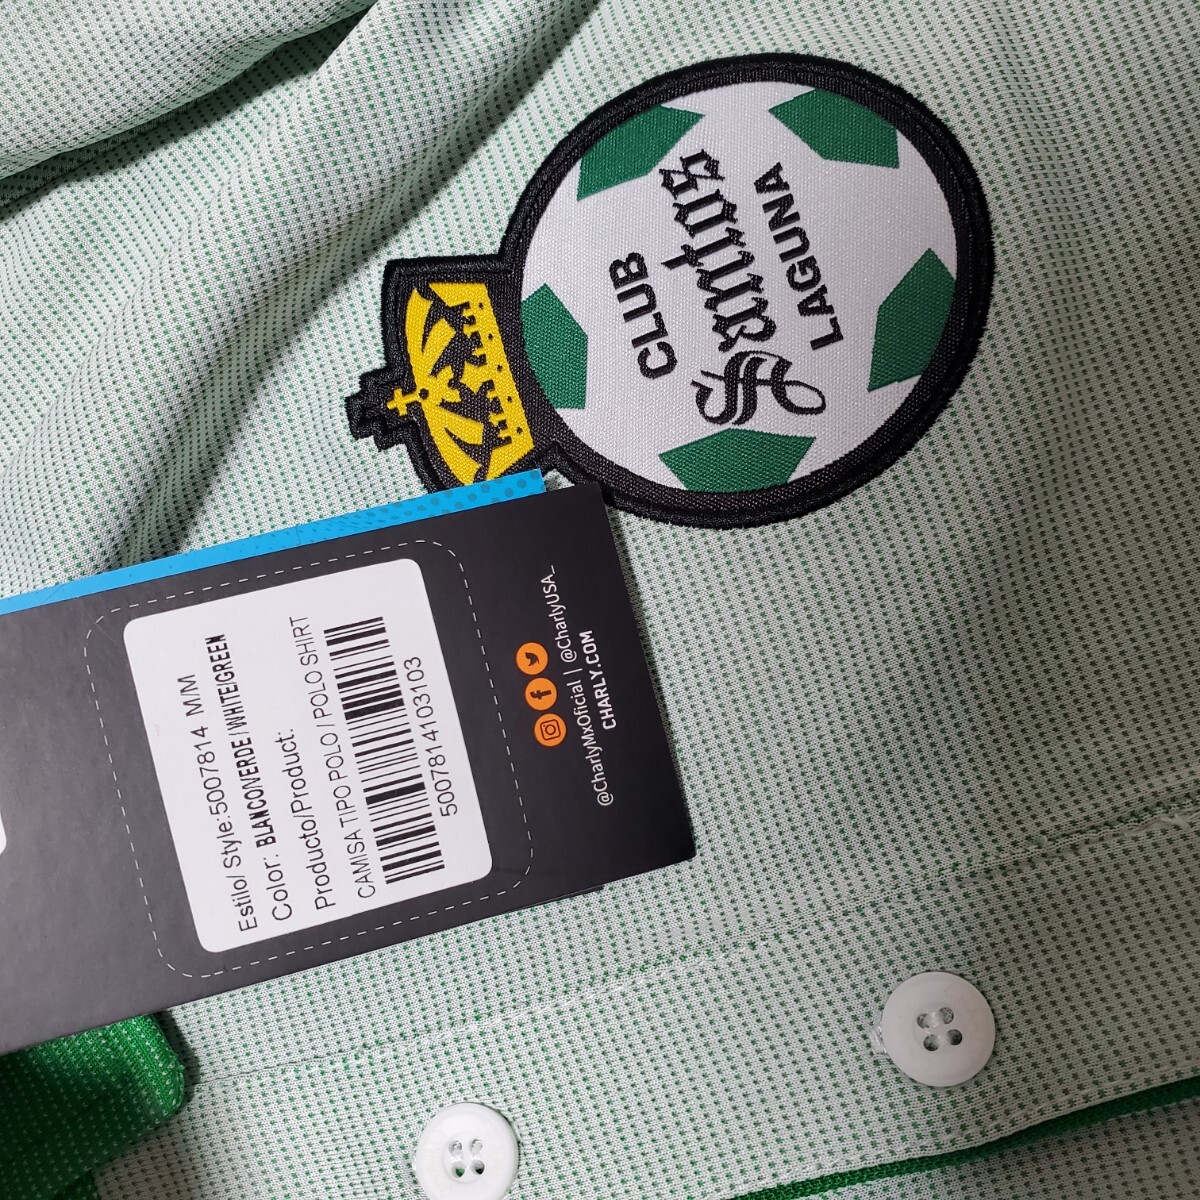 CLUB
Santos
LAGUNA
Estilo/ Style:5007814 M/M
Color: BLANCO/VERDE / WHITE/GREEN
Producto/Product:
CAMISA TIPO POLO / POLO SHIRT
5007814103103
@CharlyMxOficial | @CharlyUSA_
CHARLY.COM